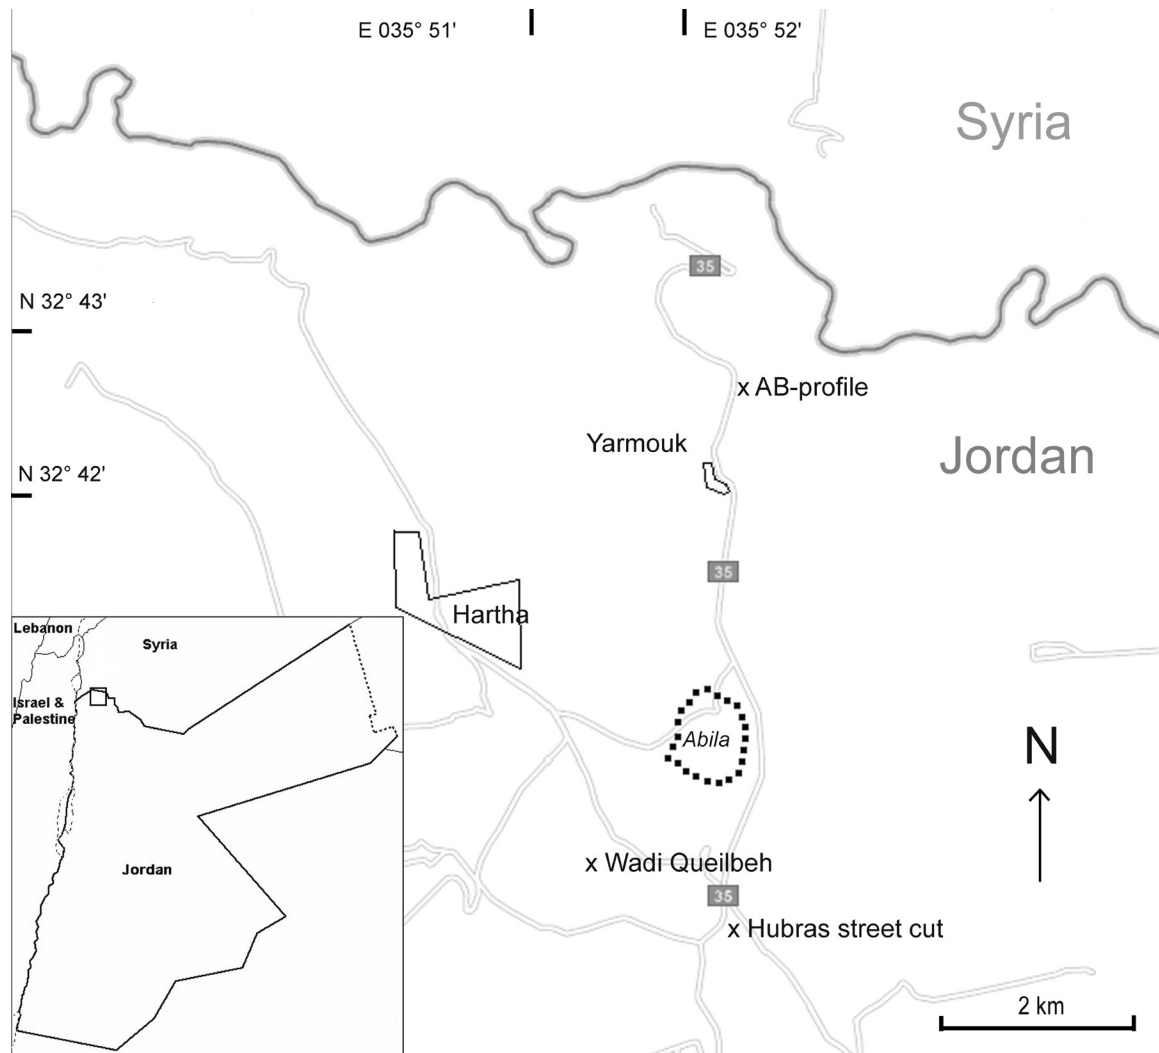 E 035° 51'
E 035° 52'
Syria
35
N 32° 43'
x AB-profile
Yarmouk
Jordan
N 32° 42'
35
Hartha
Lebanon
Syria
Israel &
Palestine
Abila
N
Jordan
x Wadi Queilbeh
35
x Hubras street cut
2 km